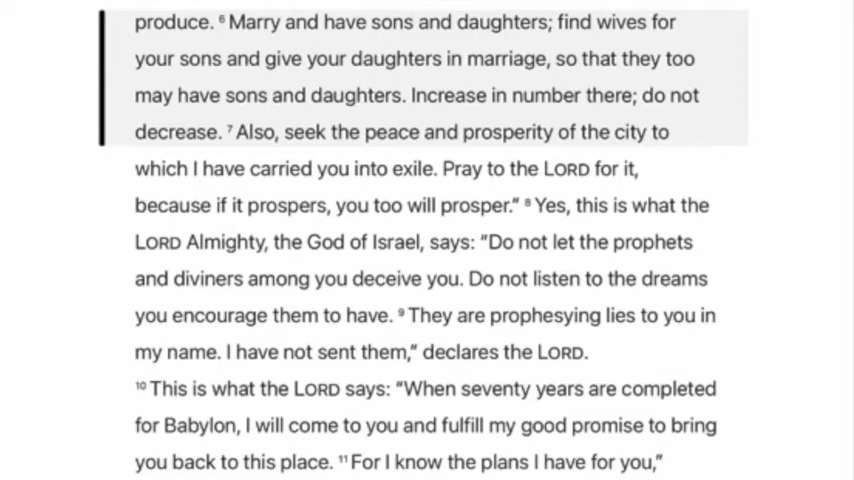 produce. ⁶ Marry and have sons and daughters; find wives for
your sons and give your daughters in marriage, so that they too
may have sons and daughters. Increase in number there; do not
decrease. ⁷ Also, seek the peace and prosperity of the city to
which I have carried you into exile. Pray to the LORD for it,
because if it prospers, you too will prosper.” ⁸ Yes, this is what the
LORD Almighty, the God of Israel, says: “Do not let the prophets
and diviners among you deceive you. Do not listen to the dreams
you encourage them to have. ⁹ They are prophesying lies to you in
my name. I have not sent them,” declares the LORD.
¹⁰ This is what the LORD says: “When seventy years are completed
for Babylon, I will come to you and fulfill my good promise to bring
you back to this place. ¹¹ For I know the plans I have for you,”